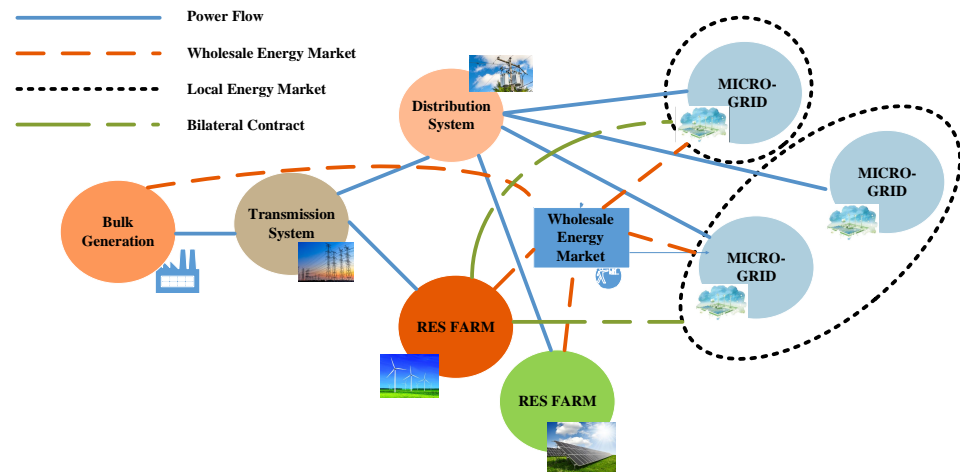 Power Flow
Wholesale Energy Market
Local Energy Market
Bilateral Contract
Distribution
System
MICRO-
GRID
MICRO-
GRID
Bulk
Generation
Transmission
System
Wholesale
Energy
Market
MICRO-
GRID
RES FARM
RES FARM